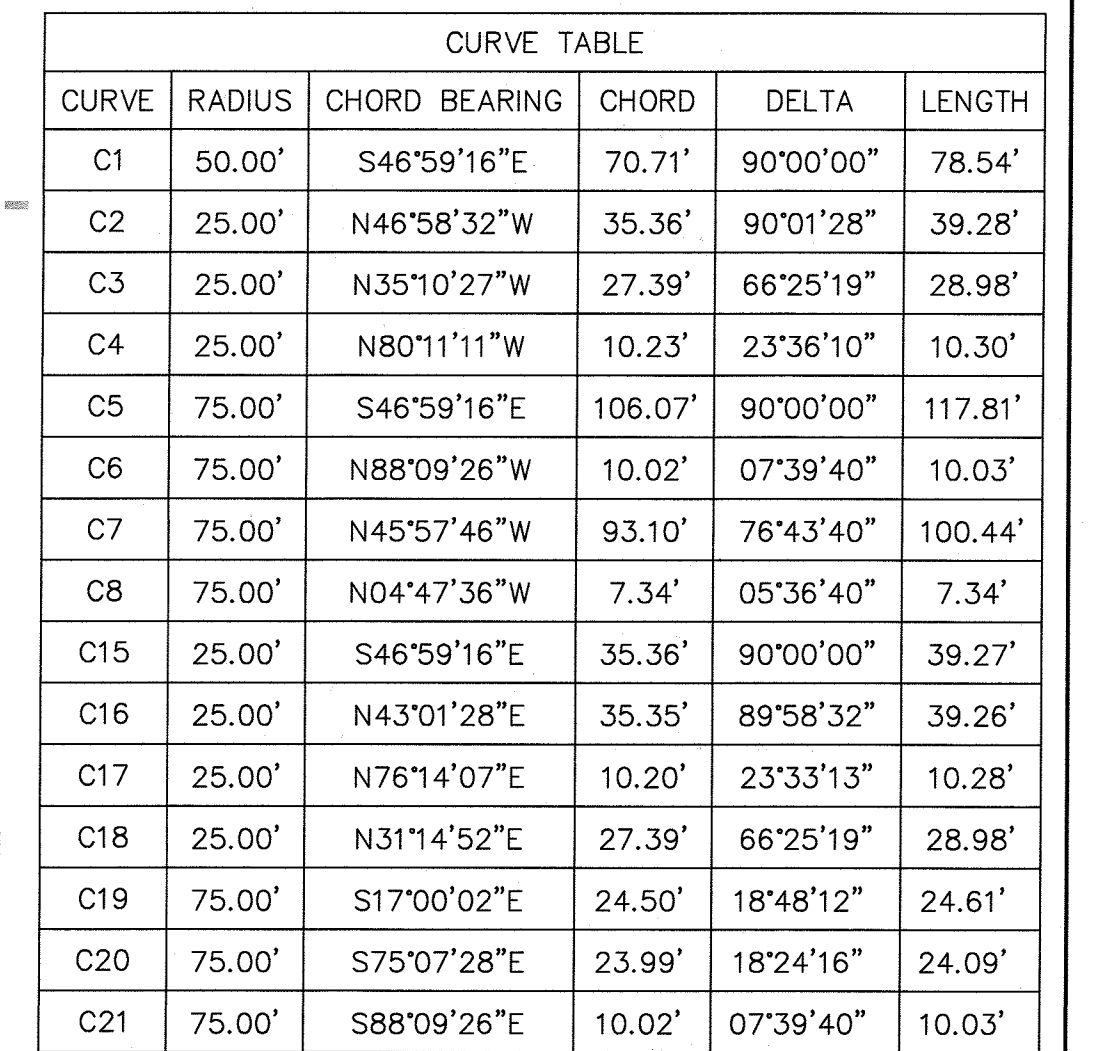 CURVE TABLE
CURVE RADIUS CHORD BEARING CHORD DELTA LENGTH
C1 50.00' S46°59'16"E 70.71' 90°00'00" 78.54'
C2 25.00' N46°58'32"W 35.36' 90°01'28" 39.28'
C3 25.00' N35°10'27"W 27.39' 66°25'19" 28.98'
C4 25.00' N80°11'11"W 10.23' 23°36'10" 10.30'
C5 75.00' S46°59'16"E 106.07' 90°00'00" 117.81'
C6 75.00' N88°09'26"W 10.02' 07°39'40" 10.03'
C7 75.00' N45°57'46"W 93.10' 76°43'40" 100.44'
C8 75.00' N04°47'36"W 7.34' 05°36'40" 7.34'
C15 25.00' S46°59'16"E 35.36' 90°00'00" 39.27'
C16 25.00' N43°01'28"E 35.35' 89°58'32" 39.26'
C17 25.00' N76°14'07"E 10.20' 23°33'13" 10.28'
C18 25.00' N31°14'52"E 27.39' 66°25'19" 28.98'
C19 75.00' S17°00'02"E 24.50' 18°48'12" 24.61'
C20 75.00' S75°07'28"E 23.99' 18°24'16" 24.09'
C21 75.00' S88°09'26"E 10.02' 07°39'40" 10.03'